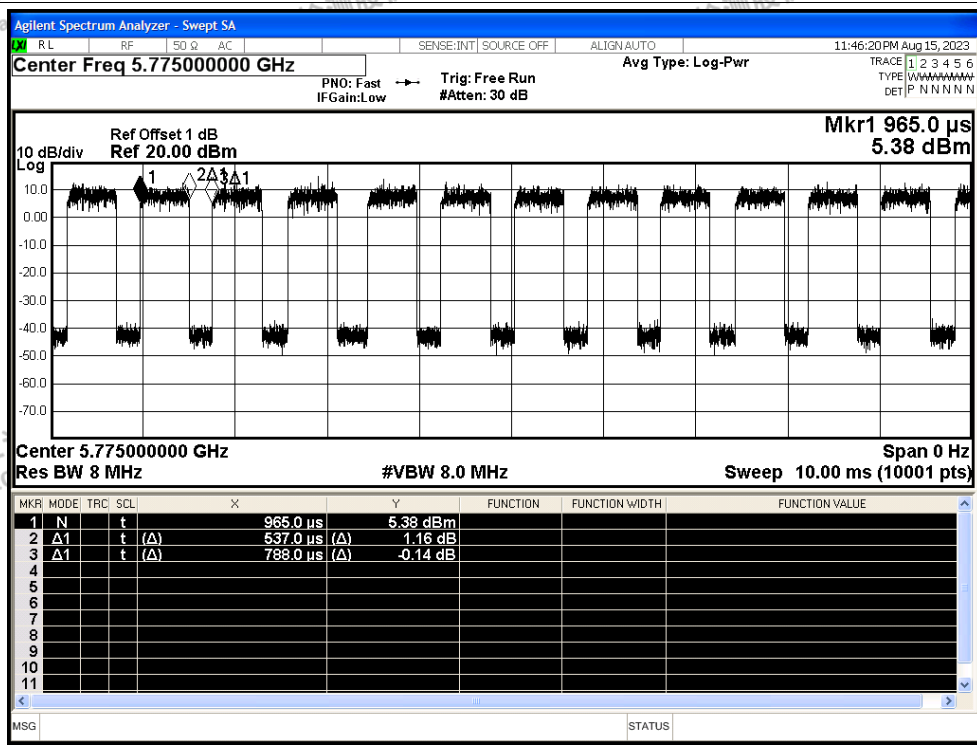 Agilent Spectrum Analyzer - Swept SA
LXI RL RF 50 Ω AC SENSE:INT SOURCE OFF ALIGN AUTO 11:46:20 PM Aug 15, 2023
Center Freq 5.775000000 GHz Avg Type: Log-Pwr TRACE 1 2 3 4 5 6
PNO: Fast Trig: Free Run TYPE WWWWWW
IFGain:Low #Atten: 30 dB DET P N N N N N
Mkr1 965.0 µs
5.38 dBm
Ref Offset 1 dB
10 dB/div Ref 20.00 dBm
Log
1 2Δ1 3Δ1
10.0
0.00
-10.0
-20.0
-30.0
-40.0
-50.0
-60.0
-70.0
Center 5.775000000 GHz Span 0 Hz
Res BW 8 MHz #VBW 8.0 MHz Sweep 10.00 ms (10001 pts)
MKR MODE TRC SCL X Y FUNCTION FUNCTION WIDTH FUNCTION VALUE
1 N t 965.0 µs 5.38 dBm
2 Δ1 t (Δ) 537.0 µs (Δ) 1.16 dB
3 Δ1 t (Δ) 788.0 µs (Δ) -0.14 dB
4
5
6
7
8
9
10
11
MSG STATUS